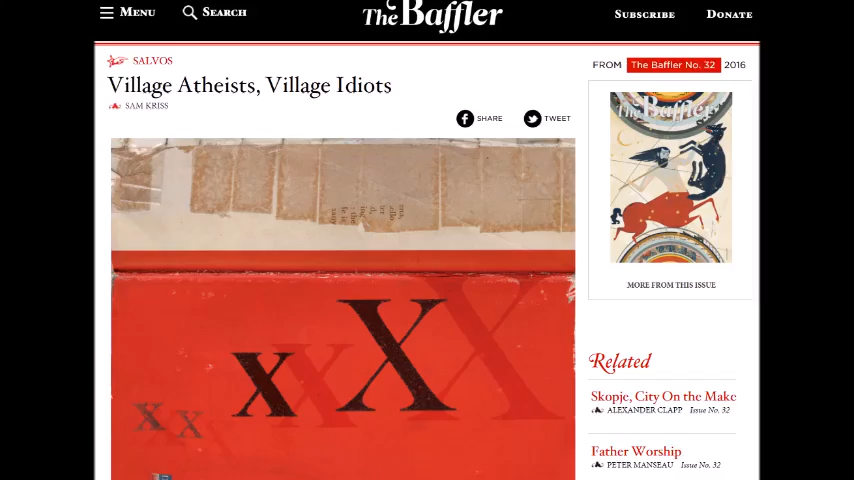 MENU
SEARCH
The Baffler
SUBSCRIBE
DONATE
SALVOS
Village Atheists, Village Idiots
SAM KRISS
SHARE
TWEET
FROM The Baffler No. 32 2016
The Baffler
MORE FROM THIS ISSUE
x x x x X X
Related
Skopje, City On the Make
ALEXANDER CLAPP Issue No. 32
Father Worship
PETER MANSEAU Issue No. 32